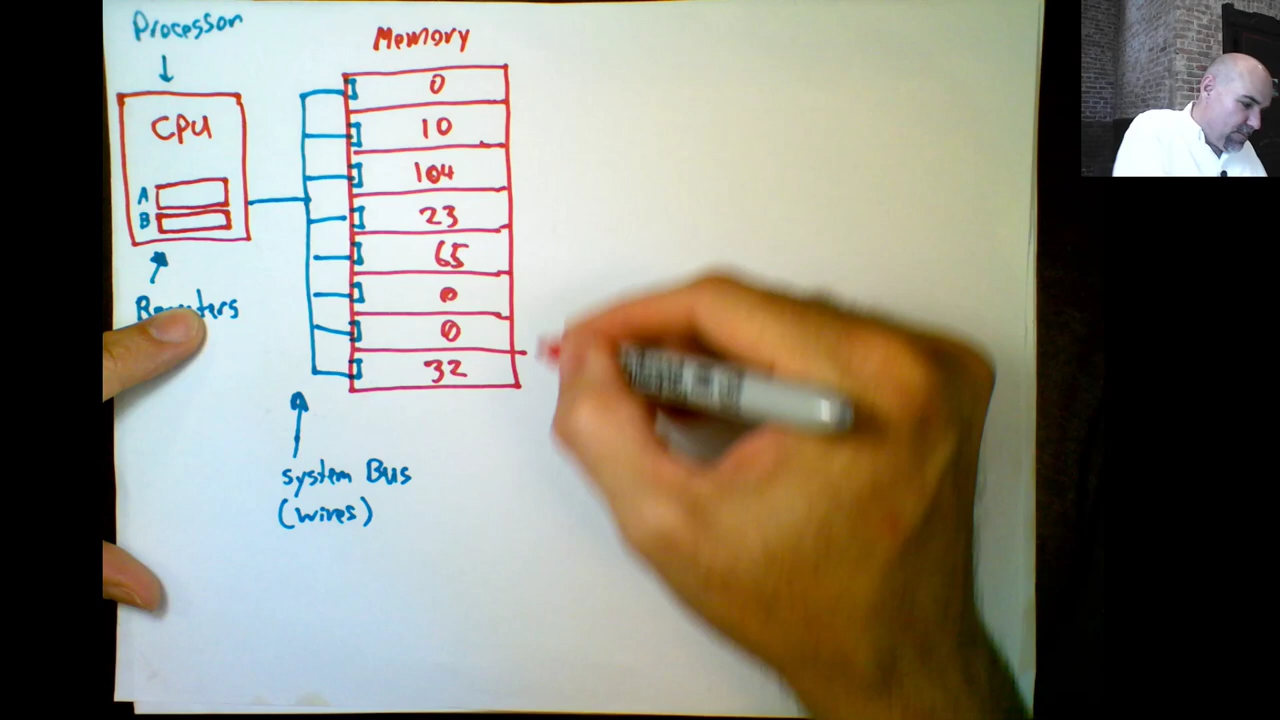 Processor
CPU
A
B
Memory
0
10
104
23
65
0
0
32
system Bus
(wires)